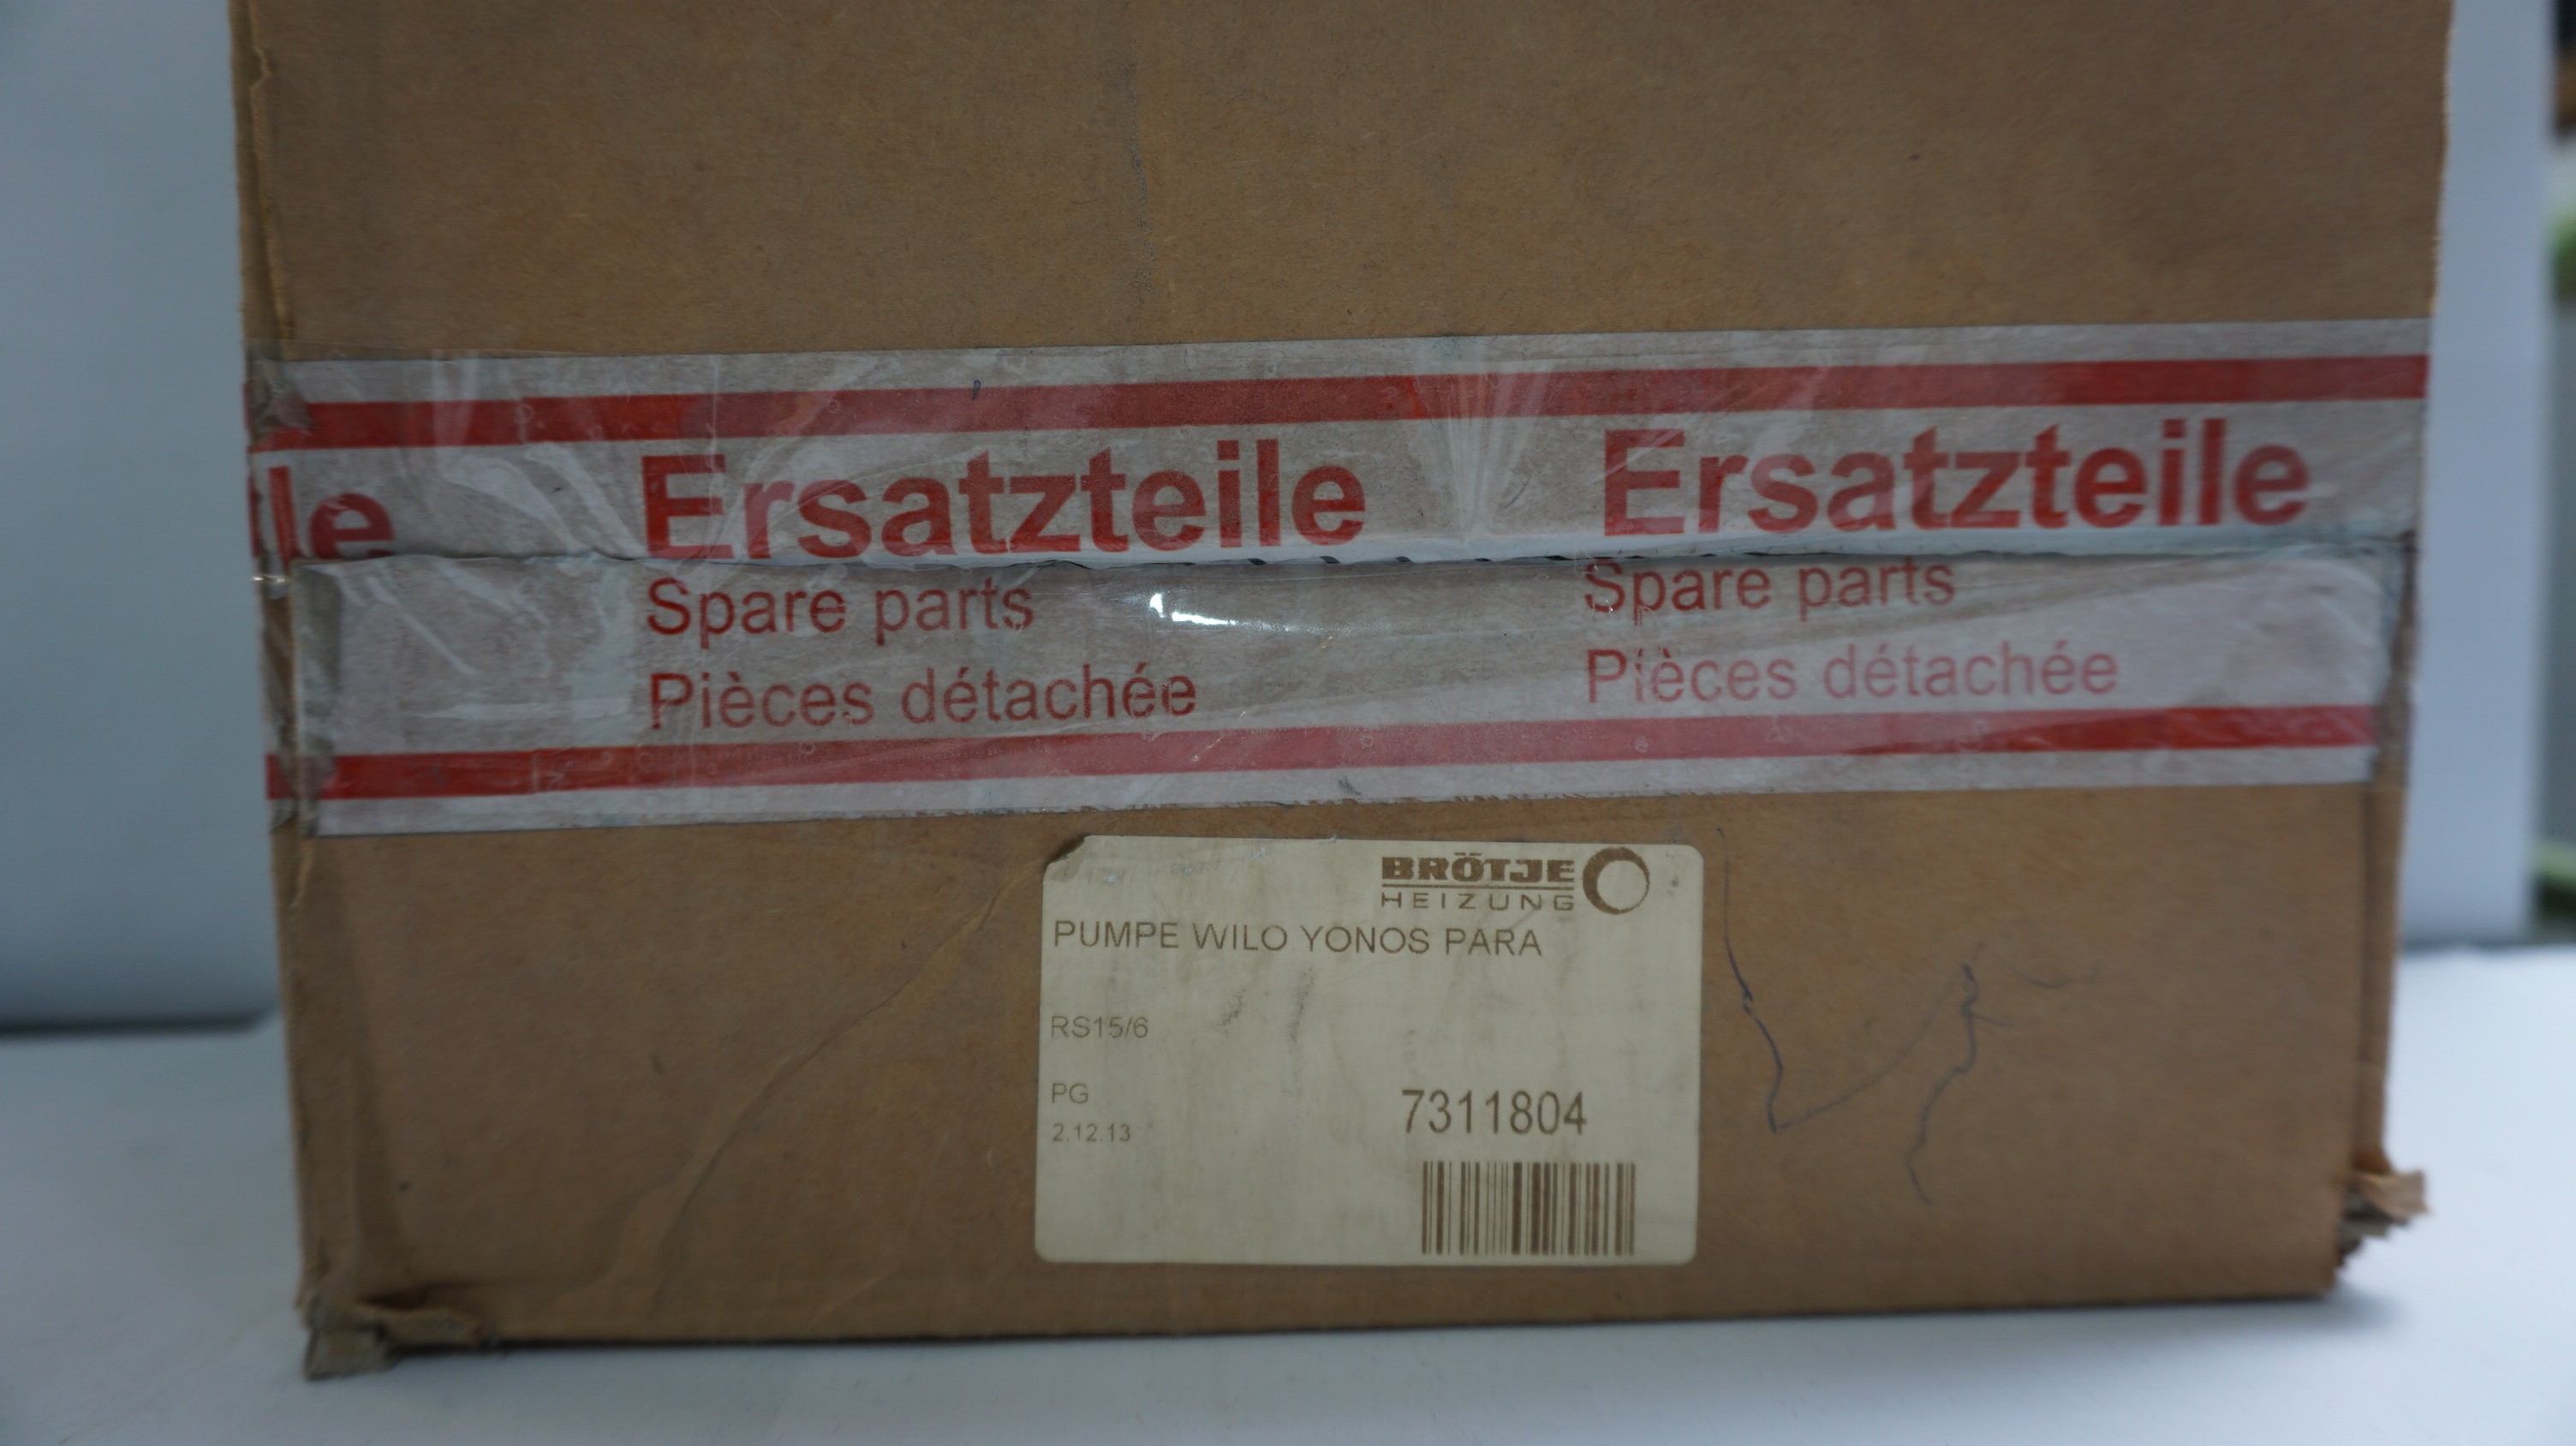 le Ersatzteile Ersatzteile
Spare parts Spare parts
Pièces détachée Pièces détachée
BRÖTJE
HEIZUNG
PUMPE WILO YONOS PARA
RS15/6
PG
7311804
2.12.13